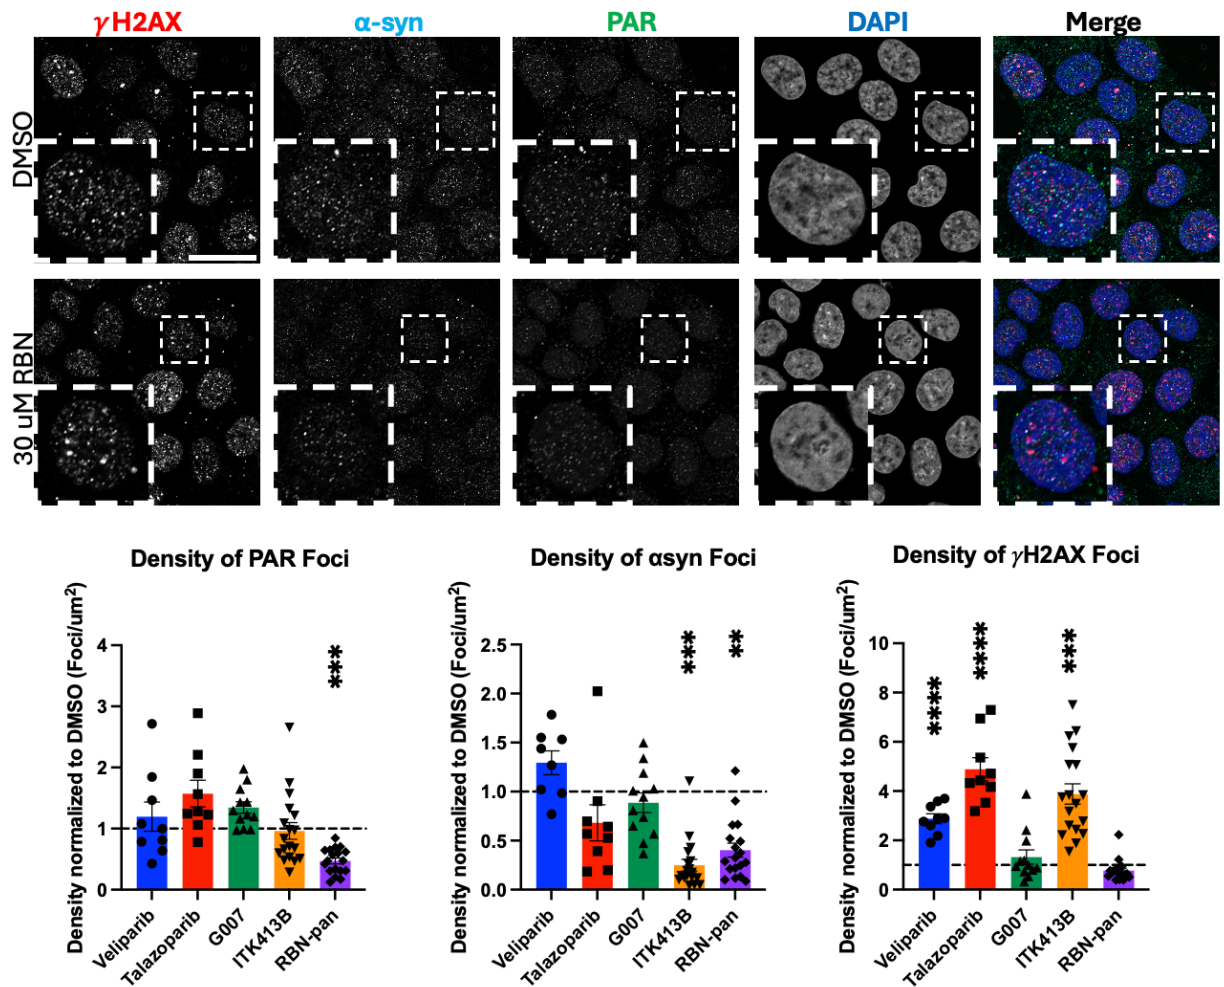 γH2AX α-syn PAR DAPI Merge
DMSO
30 uM RBN
Density of PAR Foci
Density normalized to DMSO (Foci/um²)
4
3
2
1
0
***
Veliparib
Talazoparib
G007
ITK413B
RBN-pan
Density of αsyn Foci
Density normalized to DMSO (Foci/um²)
2.5
2.0
1.5
1.0
0.5
0.0
***
**
Veliparib
Talazoparib
G007
ITK413B
RBN-pan
Density of γH2AX Foci
Density normalized to DMSO (Foci/um²)
10
8
6
4
2
0
****
****
***
Veliparib
Talazoparib
G007
ITK413B
RBN-pan